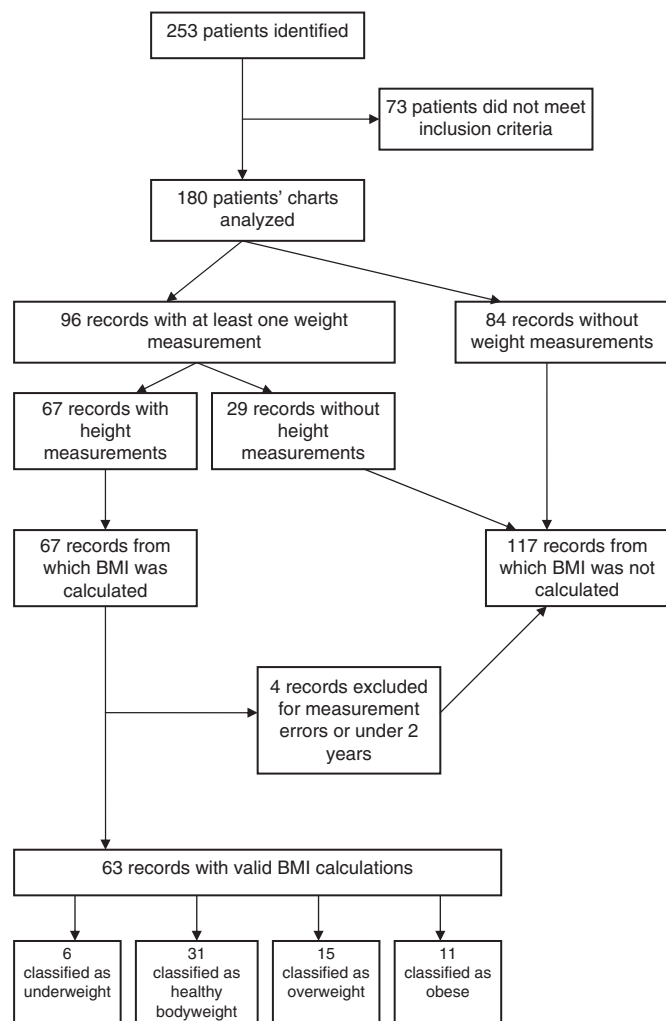 253 patients identified
73 patients did not meet
inclusion criteria
180 patients' charts
analyzed
96 records with at least one weight
measurement
84 records without
weight measurements
67 records with
height
measurements
29 records without
height
measurements
67 records from
which BMI was
calculated
117 records from
which BMI was not
calculated
4 records excluded
for measurement
errors or under 2
years
63 records with valid BMI calculations
6
classified as
underweight
31
classified as
healthy
bodyweight
15
classified as
overweight
11
classified as
obese